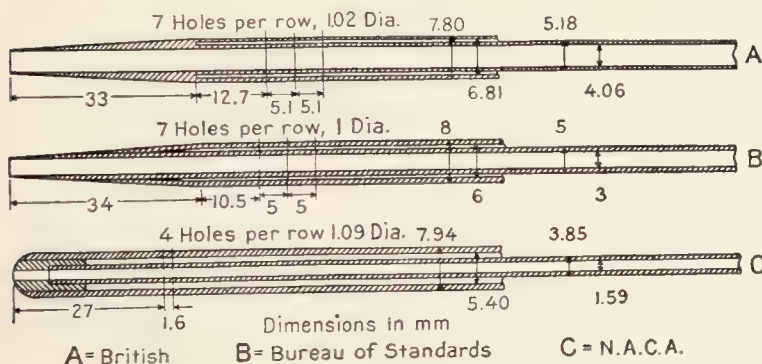 7 Holes per row, 1.02 Dia. 7.80 5.18
A
33 12.7 5.1 5.1 6.81 4.06
7 Holes per row, 1 Dia. 8 5
B
34 10.5 5 5 6 3
4 Holes per row 1.09 Dia. 7.94 3.85
C
27 1.6 5.40 1.59
Dimensions in mm
A = British B = Bureau of Standards C = N.A.C.A.